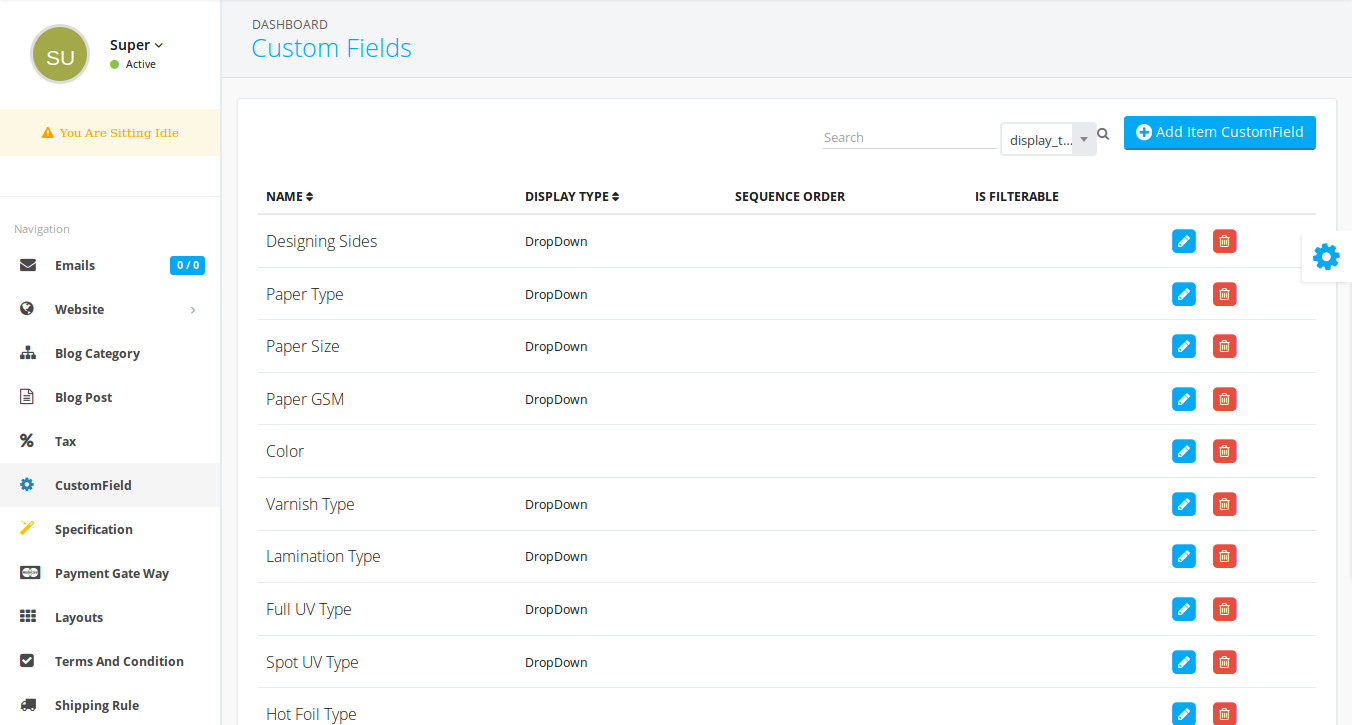 SU
Super
Active
You Are Sitting Idle
Navigation
Emails 0 / 0
Website
Blog Category
Blog Post
Tax
CustomField
Specification
Payment Gate Way
Layouts
Terms And Condition
Shipping Rule
DASHBOARD
Custom Fields
Search display_t... Add Item CustomField
NAME DISPLAY TYPE SEQUENCE ORDER IS FILTERABLE
Designing Sides DropDown
Paper Type DropDown
Paper Size DropDown
Paper GSM DropDown
Color
Varnish Type DropDown
Lamination Type DropDown
Full UV Type DropDown
Spot UV Type DropDown
Hot Foil Type